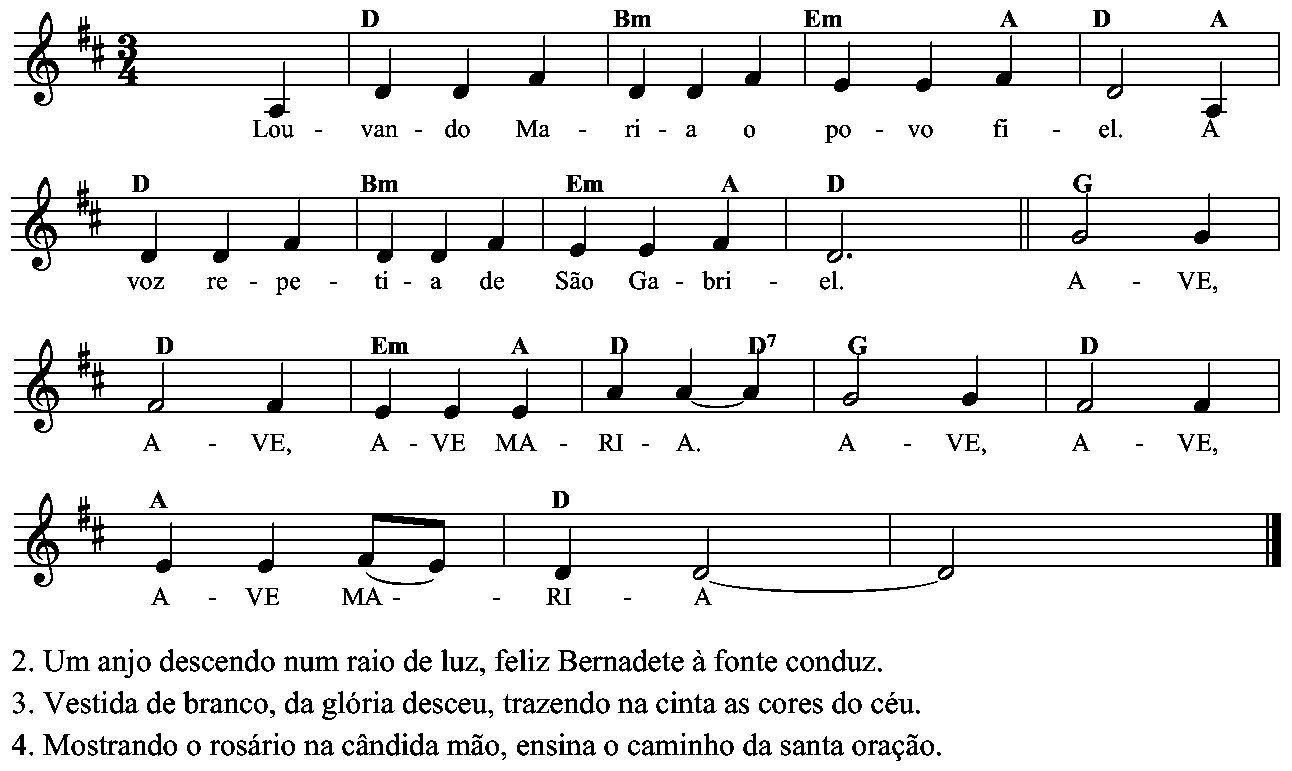 D Bm Em A D A
3
4
Lou - van - do Ma - ri - a o po - vo fi - el. A
D Bm Em A D G
voz re - pe - ti - a de São Ga - bri - el. A - VE,
D Em A D D7 G D
A - VE, A - VE MA - RI - A. A - VE, A - VE,
A D
A - VE MA - - RI - A
2. Um anjo descendo num raio de luz, feliz Bernadete à fonte conduz.
3. Vestida de branco, da glória desceu, trazendo na cinta as cores do céu.
4. Mostrando o rosário na cândida mão, ensina o caminho da santa oração.